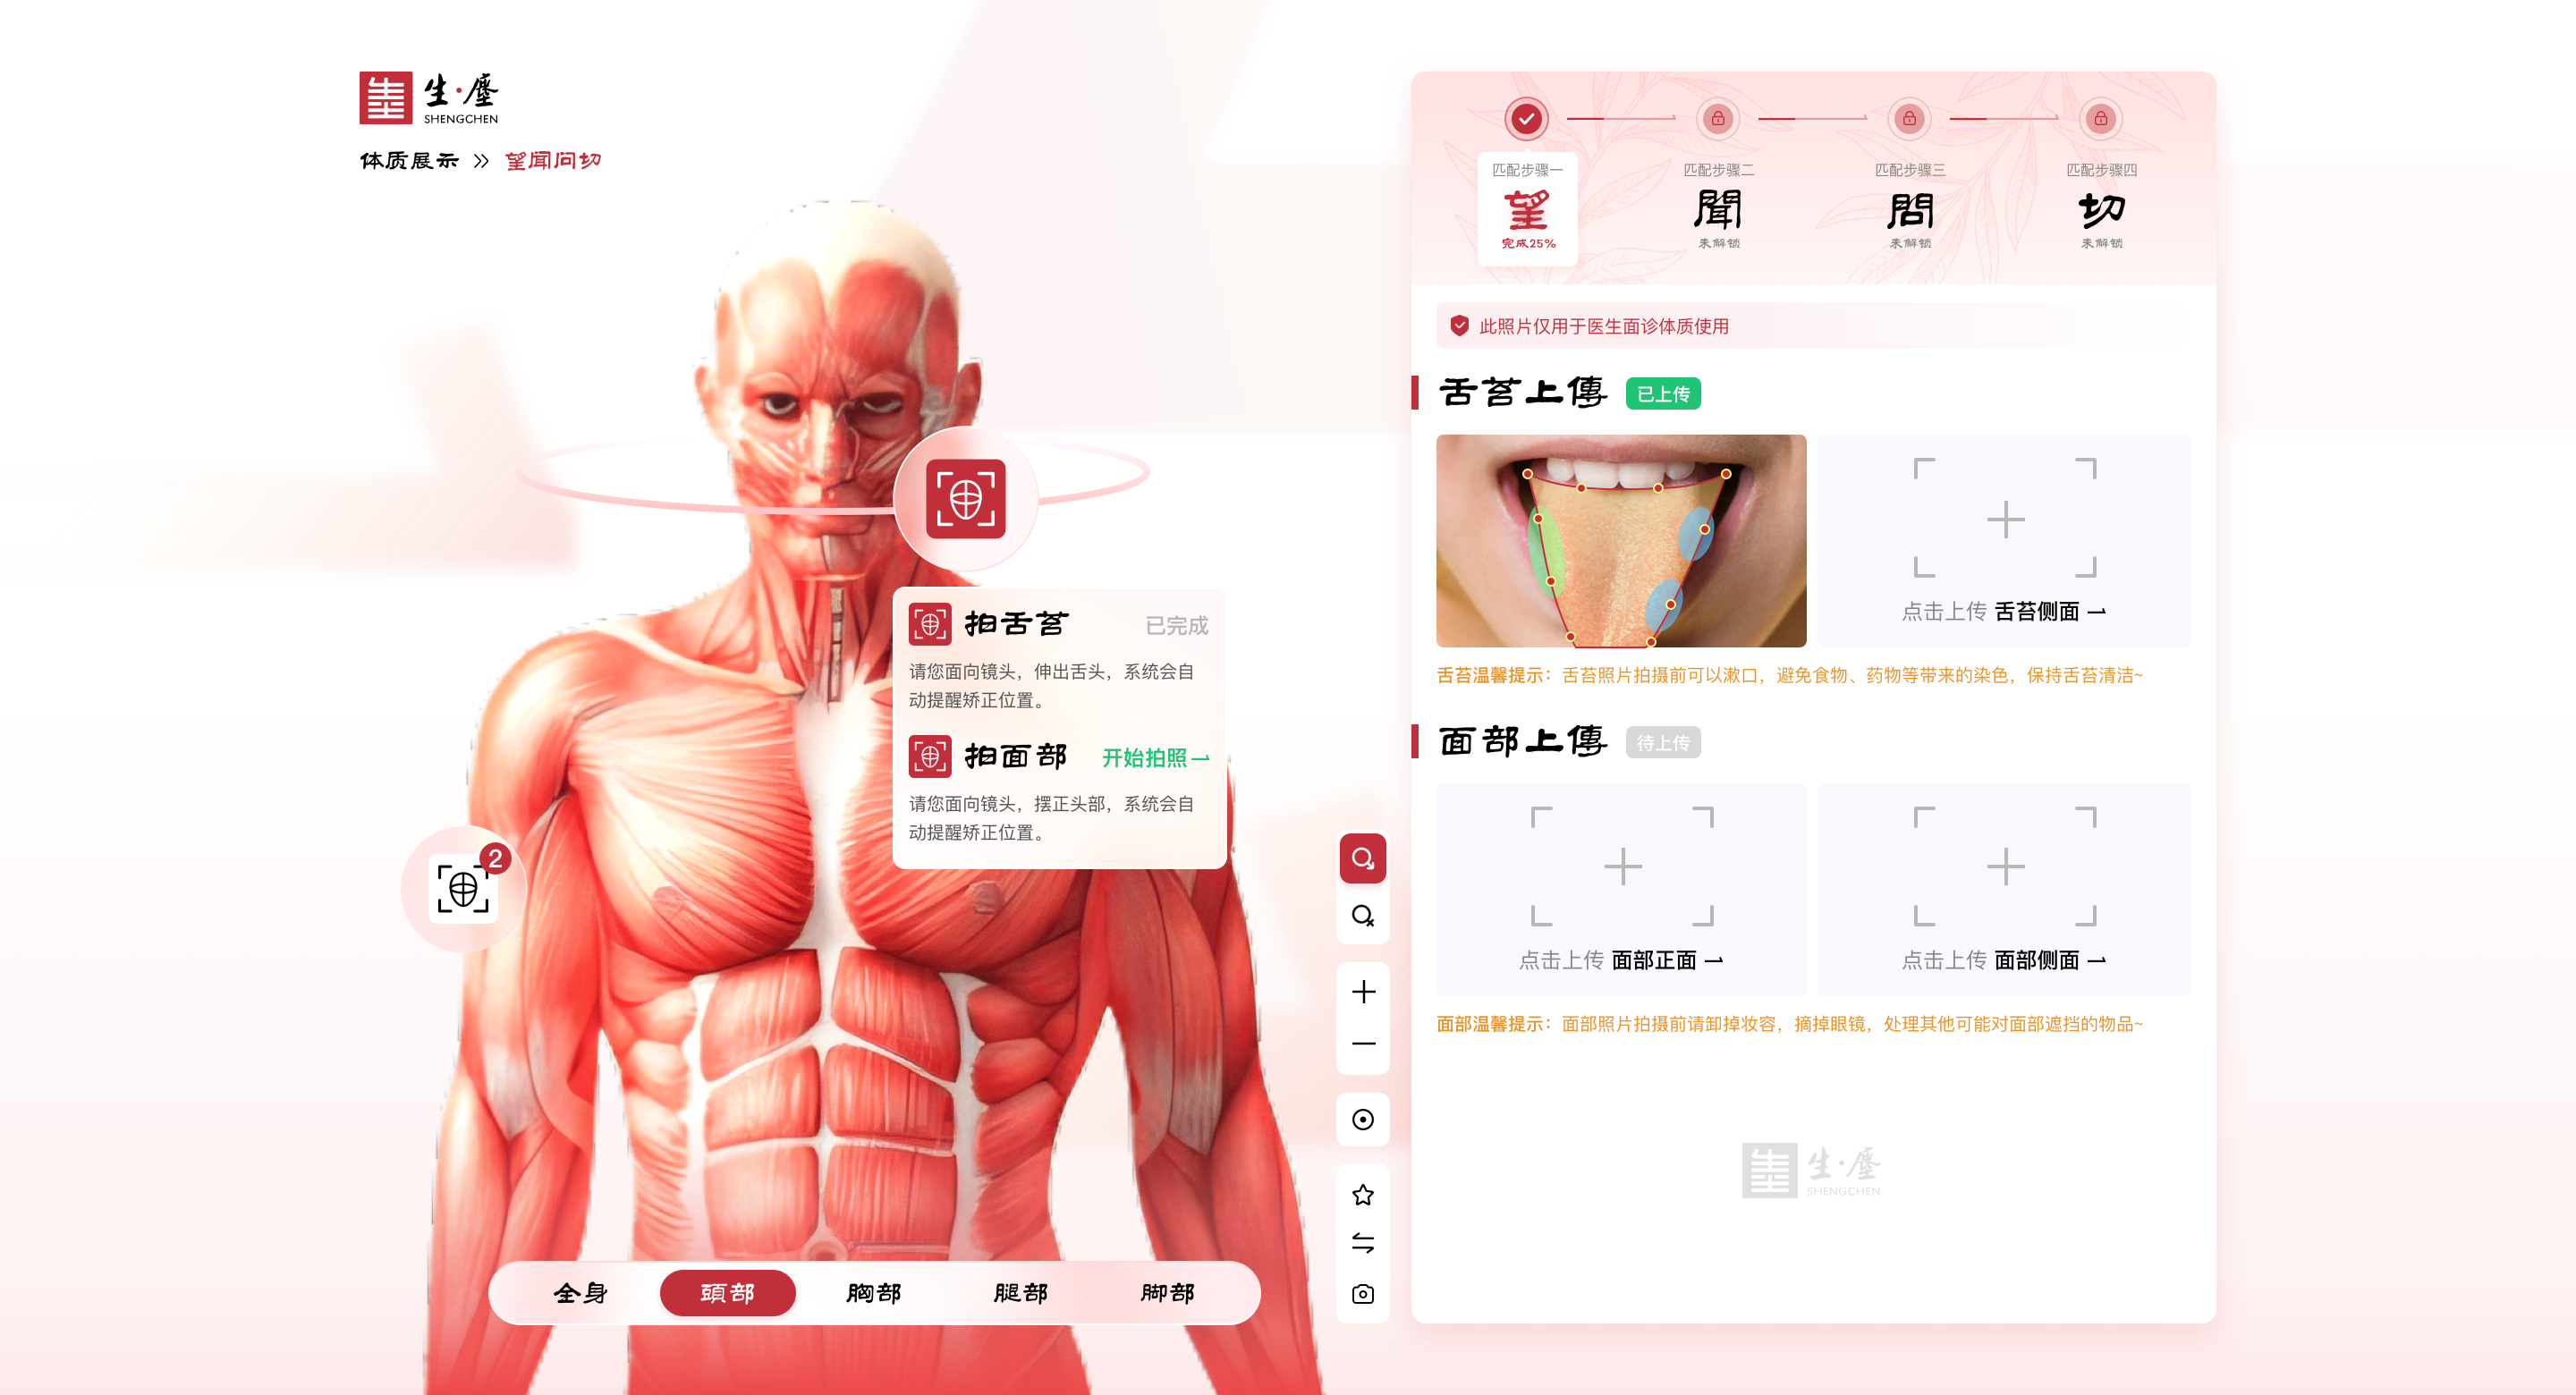 生·塵
SHENGCHEN
体质展示 >> 望闻问切
拍舌苔 已完成
请您面向镜头，伸出舌头，系统会自
动提醒矫正位置。
拍面部 开始拍照
请您面向镜头，摆正头部，系统会自
动提醒矫正位置。
2
全身 頭部 胸部 腿部 脚部
匹配步骤一 匹配步骤二 匹配步骤三 匹配步骤四
望 聞 問 切
完成25% 未解锁 未解锁 未解锁
此照片仅用于医生面诊体质使用
舌苔上傳 已上传
点击上传 舌苔侧面
舌苔温馨提示：舌苔照片拍摄前可以漱口，避免食物、药物等带来的染色，保持舌苔清洁~
面部上傳 待上传
点击上传 面部正面 点击上传 面部侧面
面部温馨提示：面部照片拍摄前请卸掉妆容，摘掉眼镜，处理其他可能对面部遮挡的物品~
生·塵
SHENGCHEN